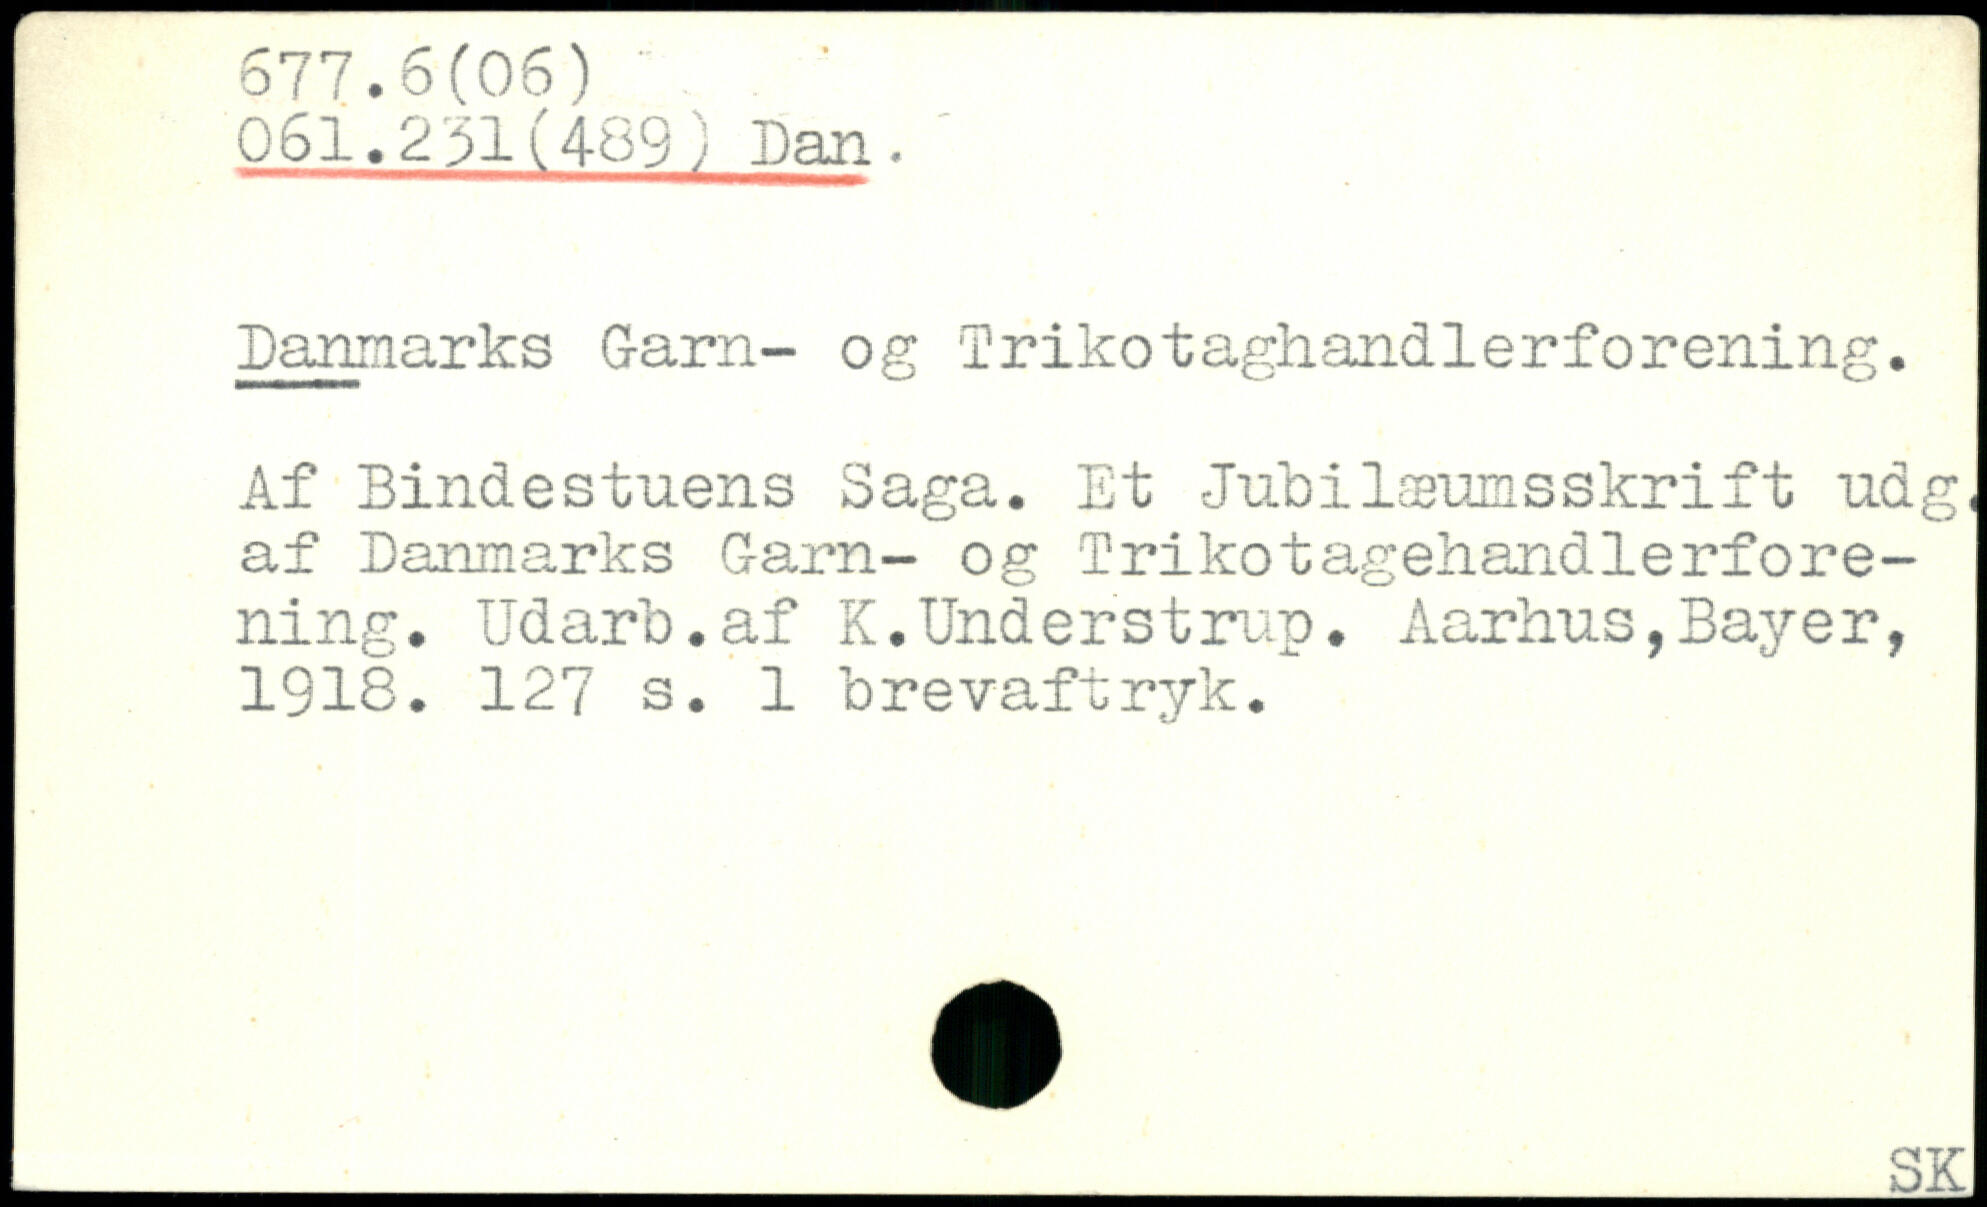 677.6(06)
061.231(489) Dan.
Danmarks Garn- og Trikotaghandlerforening.
Af Bindestuens Saga. Et Jubilæumsskrift udg.
af Danmarks Garn- og Trikotagehandlerfore-
ning. Udarb.af K.Understrup. Aarhus,Bayer,
1918. 127 s. 1 brevaftryk.
SK